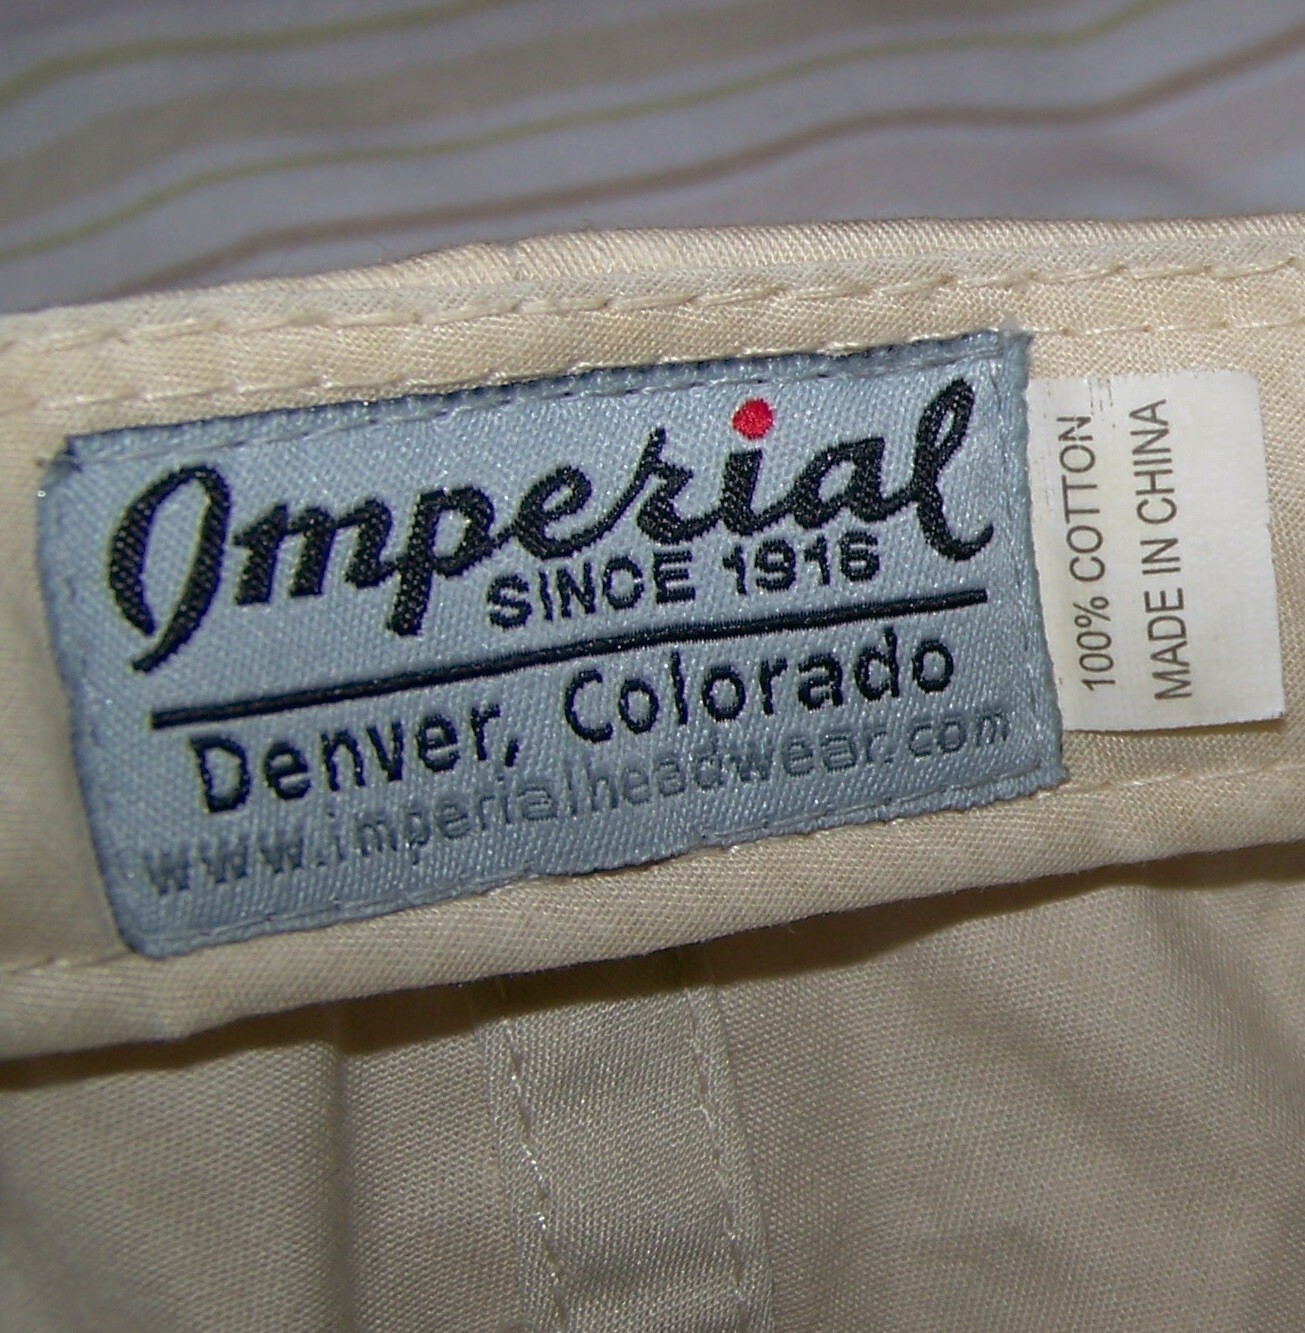 Imperial
SINCE 1916
Denver, Colorado
www.imperialheadwear.com
100% COTTON
MADE IN CHINA